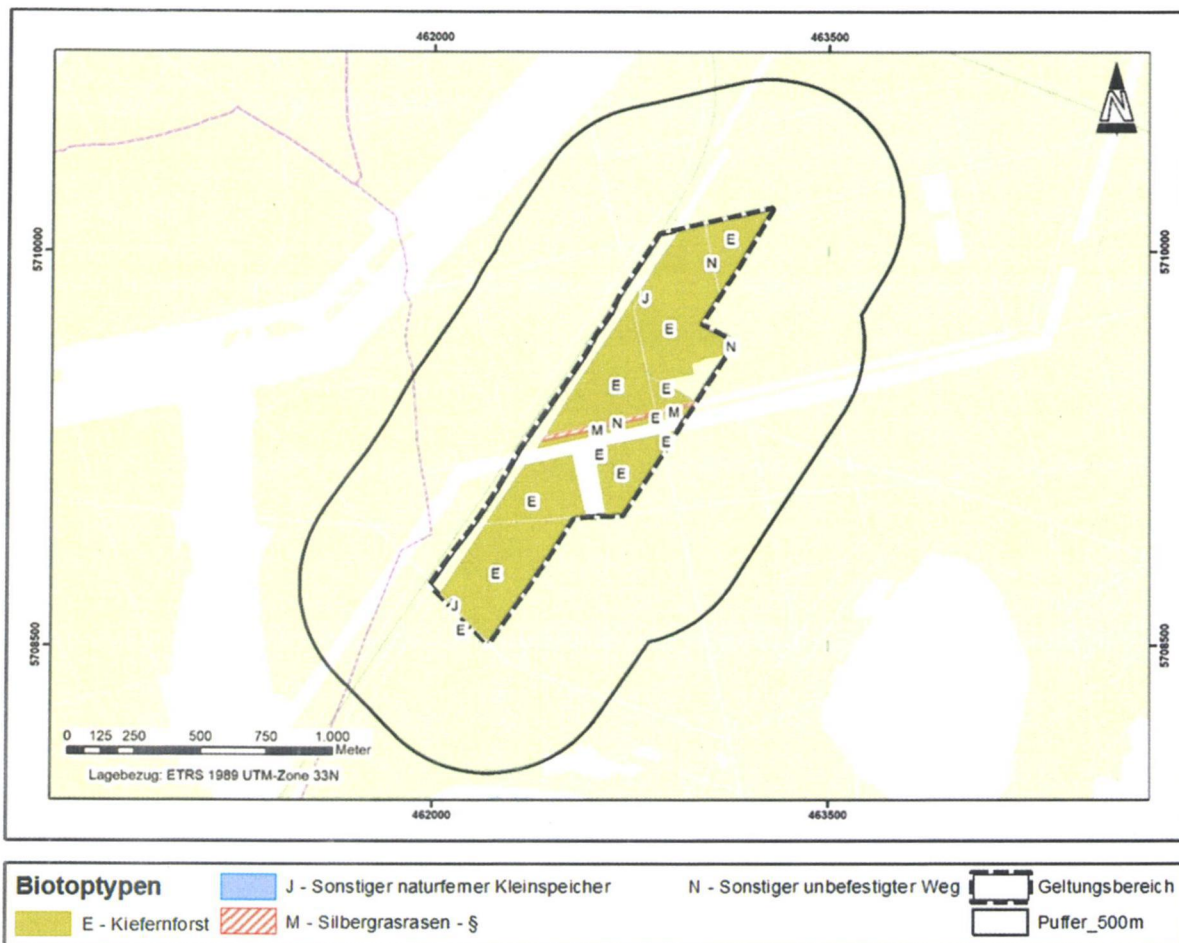 462000 463500
N
5710000 5710000
E
N
J
E
N
E
E
M N E M
E
E
E
E
E
J
E
5708500 5708500
0 125 250 500 750 1.000
Meter
Lagebezug: ETRS 1989 UTM-Zone 33N
462000 463500
Biotoptypen
J - Sonstiger naturferner Kleinspeicher
N - Sonstiger unbefestigter Weg
Geltungsbereich
E - Kiefernforst
M - Silbergrasrasen - §
Puffer_500m